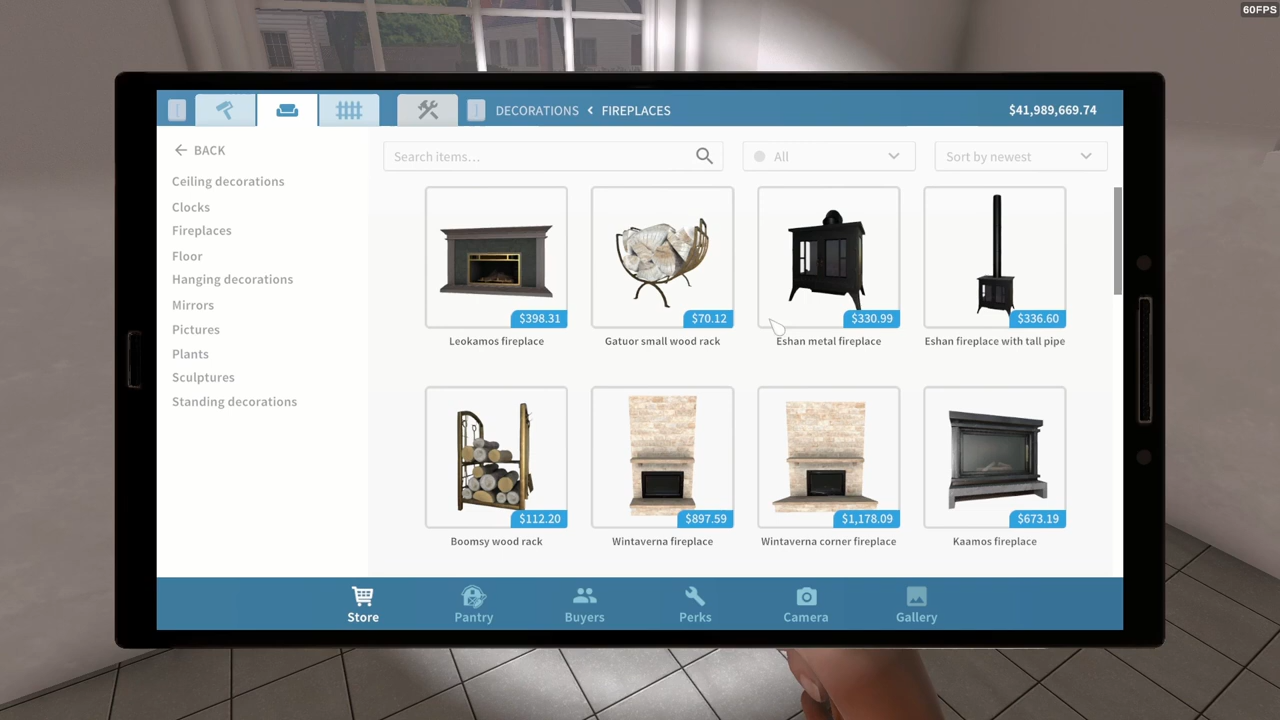 60FPS
DECORATIONS < FIREPLACES
$41,989,669.74
BACK
Search items...
All
Sort by newest
Ceiling decorations
Clocks
Fireplaces
Floor
Hanging decorations
Mirrors
Pictures
Plants
Sculptures
Standing decorations
$398.31
$70.12
$330.99
$336.60
Leokamos fireplace
Gatuor small wood rack
Eshan metal fireplace
Eshan fireplace with tall pipe
$112.20
$897.59
$1,178.09
$673.19
Boomsy wood rack
Wintaverna fireplace
Wintaverna corner fireplace
Kaamos fireplace
Store
Pantry
Buyers
Perks
Camera
Gallery